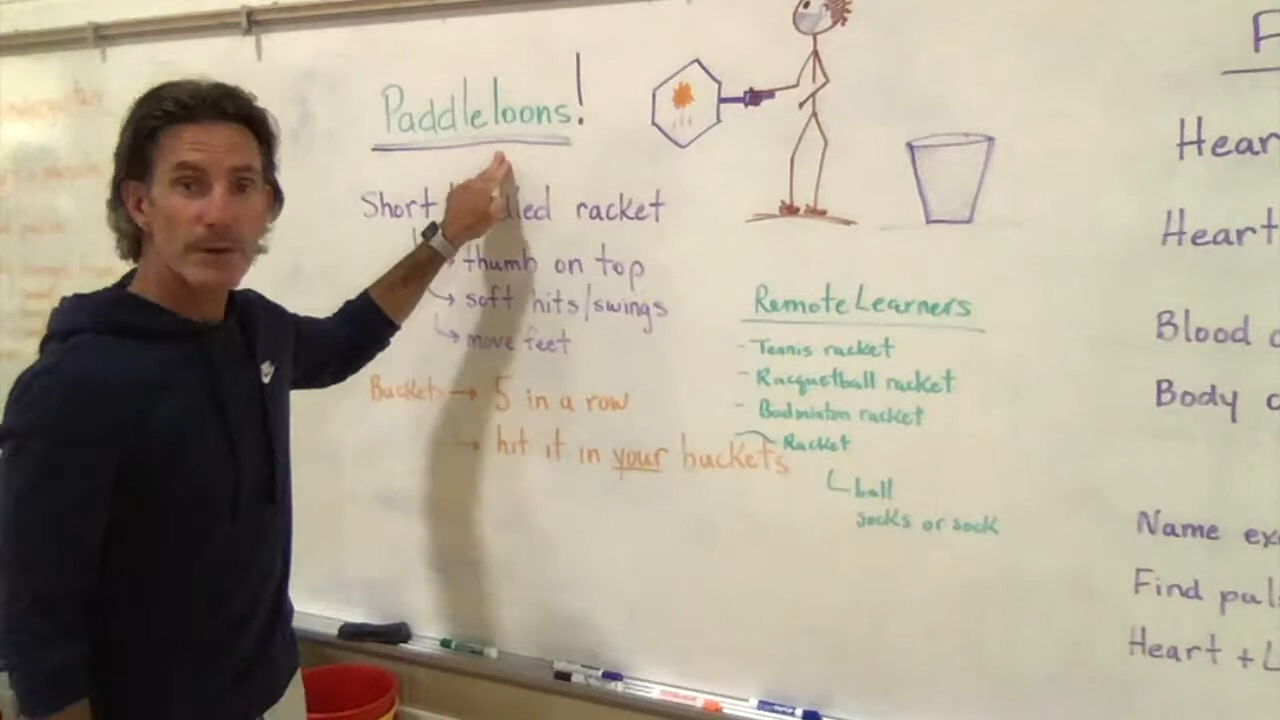 Paddleloons!
Short led racket
thumb on top
soft hits/swings
move feet
Buckets → 5 in a row
→ hit it in your buckets
Remote Learners
- Tennis racket
- Racquetball racket
- Badminton racket
- Racket
ball
socks or sock
F
Hear
Heart
Blood
Body
Name ex
Find pul
Heart + L